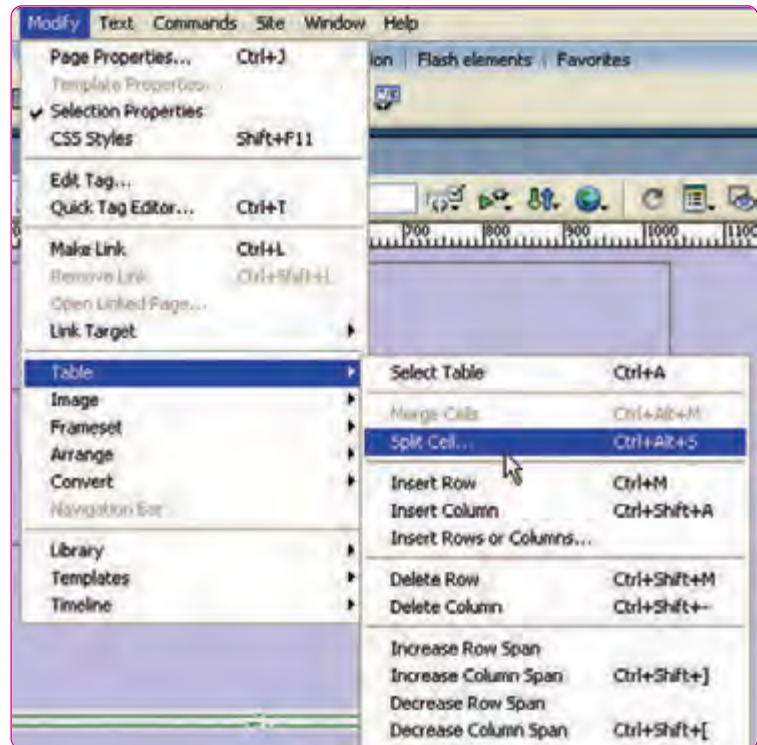 Modify Text Commands Site Window Help
ion Flash elements Favorites
Page Properties... Ctrl+J
Template Properties...
Selection Properties
CSS Styles Shift+F11
Edit Tag...
Quick Tag Editor... Ctrl+T
Make Link Ctrl+L
Remove Link Ctrl+Shift+L
Open Linked Page...
Link Target
Table
Image
Frameset
Arrange
Convert
Navigation Bar
Library
Templates
Timeline
700 800 900 1000 1100
Select Table Ctrl+A
Merge Cells Ctrl+Alt+M
Split Cell... Ctrl+Alt+S
Insert Row Ctrl+M
Insert Column Ctrl+Shift+A
Insert Rows or Columns...
Delete Row Ctrl+Shift+M
Delete Column Ctrl+Shift+-
Increase Row Span
Increase Column Span Ctrl+Shift+]
Decrease Row Span
Decrease Column Span Ctrl+Shift+[